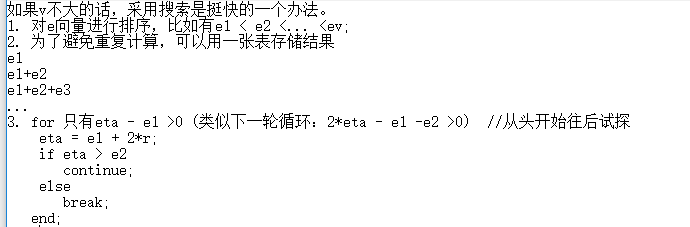 如果v不大的话，采用搜索是挺快的一个办法。
1. 对e向量进行排序，比如有e1 < e2 <... <ev;
2. 为了避免重复计算，可以用一张表存储结果
e1
e1+e2
e1+e2+e3
...
3. for 只有eta - e1 >0 (类似下一轮循环：2*eta - e1 -e2 >0)  //从头开始往后试探
eta = e1 + 2*r;
if eta > e2
continue;
else
break;
end;